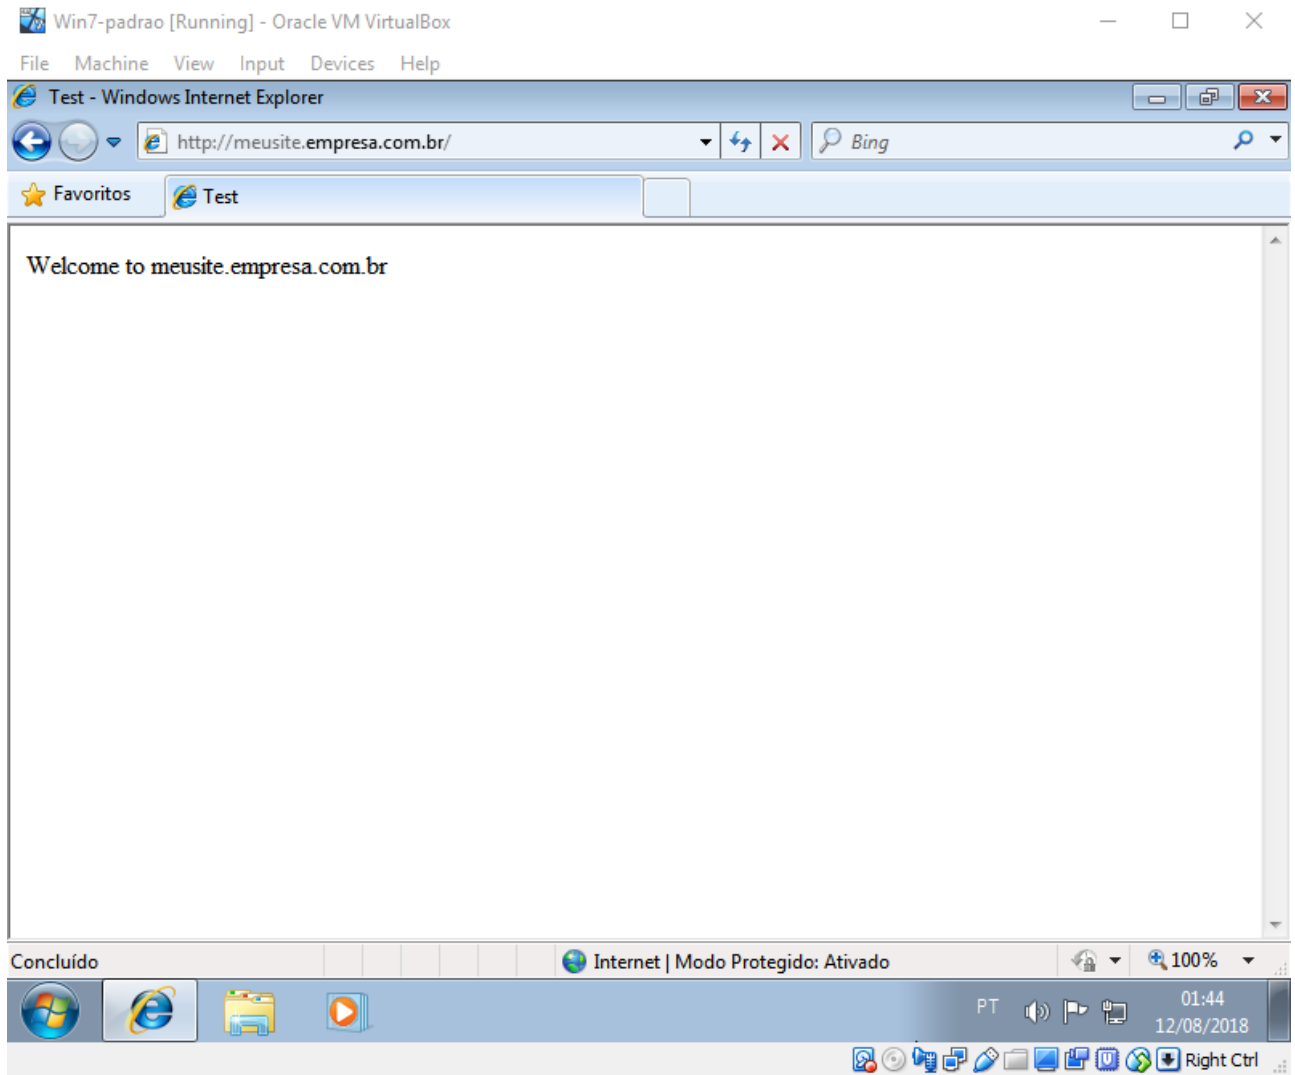 Win7-padrao [Running] - Oracle VM VirtualBox
File Machine View Input Devices Help
Test - Windows Internet Explorer
http://meusite.empresa.com.br/ Bing
Favoritos Test
Welcome to meusite.empresa.com.br
Concluído Internet | Modo Protegido: Ativado 100%
PT 01:44
12/08/2018
Right Ctrl